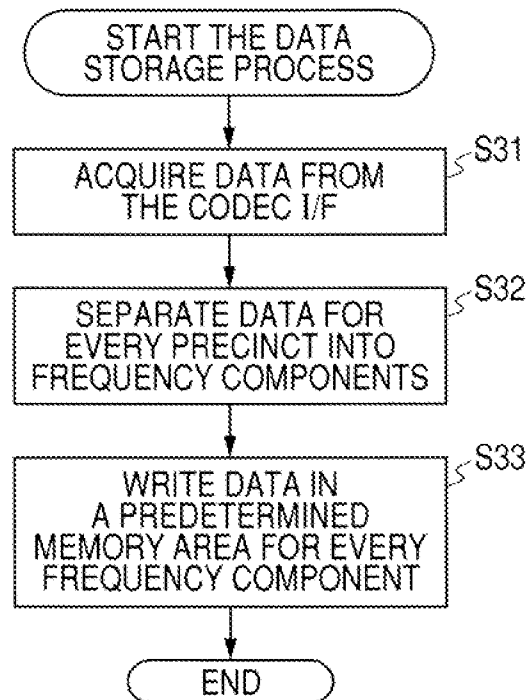 START THE DATA
STORAGE PROCESS
S31
ACQUIRE DATA FROM
THE CODEC I/F
S32
SEPARATE DATA FOR
EVERY PRECINCT INTO
FREQUENCY COMPONENTS
S33
WRITE DATA IN
A PREDETERMINED
MEMORY AREA FOR EVERY
FREQUENCY COMPONENT
END